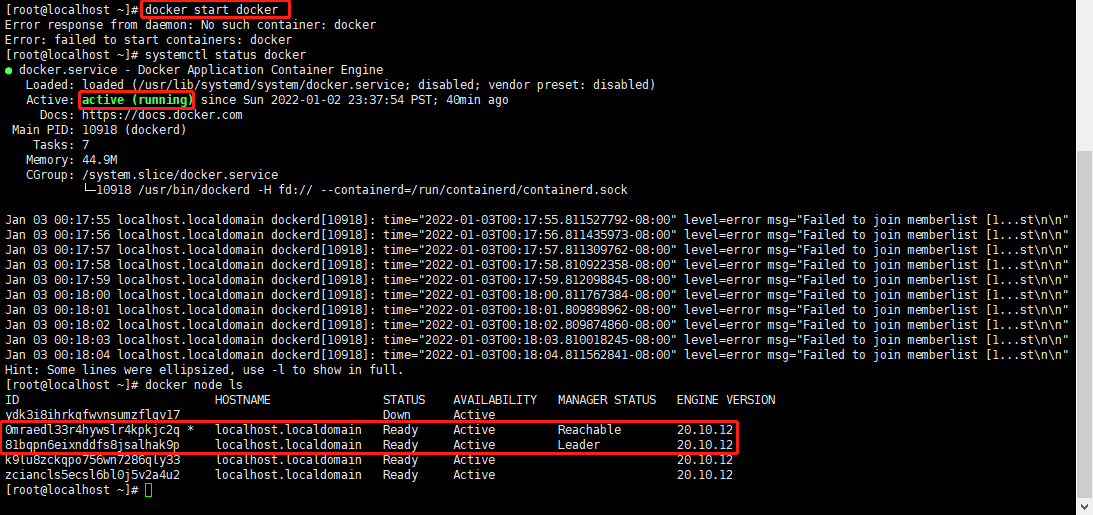 [root@localhost ~]# docker start docker
Error response from daemon: No such container: docker
Error: failed to start containers: docker
[root@localhost ~]# systemctl status docker
● docker.service - Docker Application Container Engine
   Loaded: loaded (/usr/lib/systemd/system/docker.service; disabled; vendor preset: disabled)
   Active: active (running) since Sun 2022-01-02 23:37:54 PST; 40min ago
     Docs: https://docs.docker.com
 Main PID: 10918 (dockerd)
    Tasks: 7
   Memory: 44.9M
   CGroup: /system.slice/docker.service
           └─10918 /usr/bin/dockerd -H fd:// --containerd=/run/containerd/containerd.sock
Jan 03 00:17:55 localhost.localdomain dockerd[10918]: time="2022-01-03T00:17:55.811527792-08:00" level=error msg="Failed to join memberlist [1...st\n\n"
Jan 03 00:17:56 localhost.localdomain dockerd[10918]: time="2022-01-03T00:17:56.811435973-08:00" level=error msg="Failed to join memberlist [1...st\n\n"
Jan 03 00:17:57 localhost.localdomain dockerd[10918]: time="2022-01-03T00:17:57.811309762-08:00" level=error msg="Failed to join memberlist [1...st\n\n"
Jan 03 00:17:58 localhost.localdomain dockerd[10918]: time="2022-01-03T00:17:58.810922358-08:00" level=error msg="Failed to join memberlist [1...st\n\n"
Jan 03 00:17:59 localhost.localdomain dockerd[10918]: time="2022-01-03T00:17:59.812098845-08:00" level=error msg="Failed to join memberlist [1...st\n\n"
Jan 03 00:18:00 localhost.localdomain dockerd[10918]: time="2022-01-03T00:18:00.811767384-08:00" level=error msg="Failed to join memberlist [1...st\n\n"
Jan 03 00:18:01 localhost.localdomain dockerd[10918]: time="2022-01-03T00:18:01.809898962-08:00" level=error msg="Failed to join memberlist [1...st\n\n"
Jan 03 00:18:02 localhost.localdomain dockerd[10918]: time="2022-01-03T00:18:02.809874860-08:00" level=error msg="Failed to join memberlist [1...st\n\n"
Jan 03 00:18:03 localhost.localdomain dockerd[10918]: time="2022-01-03T00:18:03.810018245-08:00" level=error msg="Failed to join memberlist [1...st\n\n"
Jan 03 00:18:04 localhost.localdomain dockerd[10918]: time="2022-01-03T00:18:04.811562841-08:00" level=error msg="Failed to join memberlist [1...st\n\n"
Hint: Some lines were ellipsized, use -l to show in full.
[root@localhost ~]# docker node ls
ID                            HOSTNAME                STATUS    AVAILABILITY   MANAGER STATUS   ENGINE VERSION
ydk3i8ihrkgfwvnsumzflgv17                             Down      Active
0mraedl33r4hywslr4kpkjc2q *   localhost.localdomain   Ready     Active         Reachable        20.10.12
81bqpn6eixnddfs8jsalhak9p     localhost.localdomain   Ready     Active         Leader           20.10.12
k9lu8zckqpo756wn7286qly33     localhost.localdomain   Ready     Active                          20.10.12
zciancls5ecsl6bl0j5v2a4u2     localhost.localdomain   Ready     Active                          20.10.12
[root@localhost ~]#